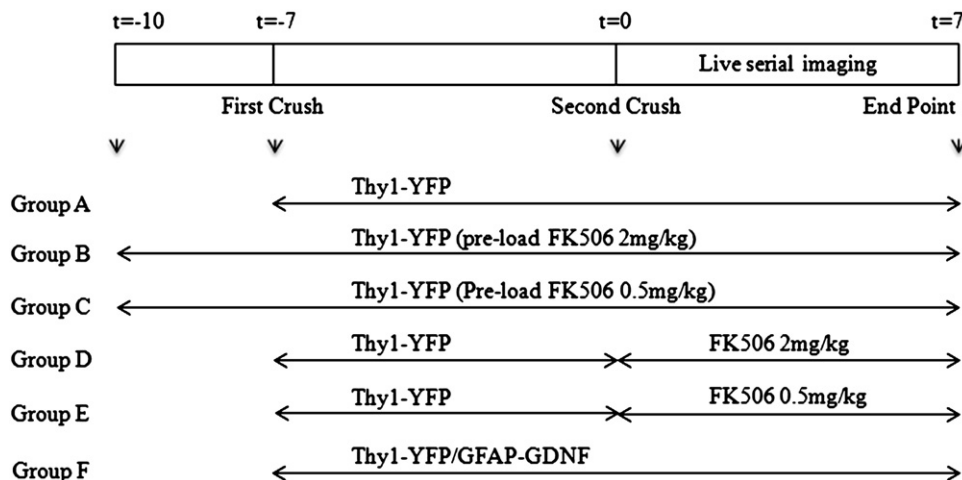 t=-10 t=-7 t=0 t=7
Live serial imaging
First Crush Second Crush End Point
Group A Thy1-YFP
Group B Thy1-YFP (pre-load FK506 2mg/kg)
Group C Thy1-YFP (Pre-load FK506 0.5mg/kg)
Group D Thy1-YFP FK506 2mg/kg
Group E Thy1-YFP FK506 0.5mg/kg
Group F Thy1-YFP/GFAP-GDNF